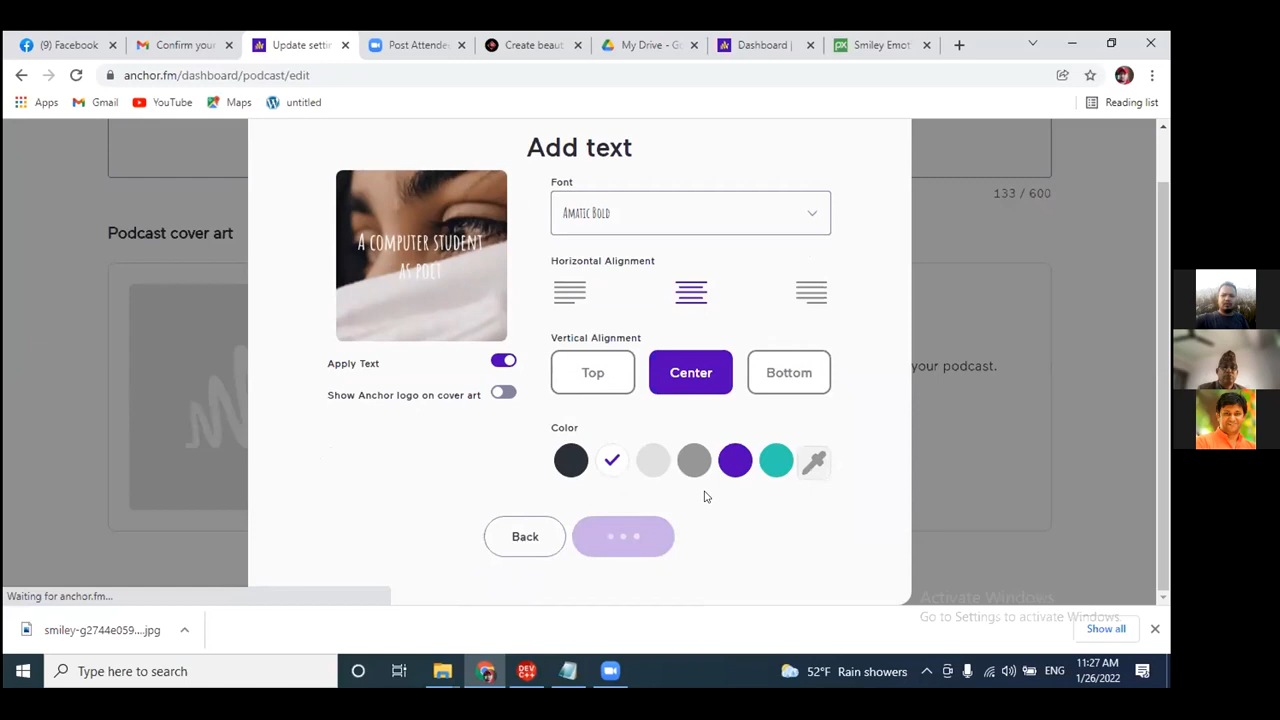 (9) Facebook
Confirm your
Update settin
Post Attende
Create beaut
My Drive - Go
Dashboard |
Smiley Emot
anchor.fm/dashboard/podcast/edit
Apps
Gmail
YouTube
Maps
untitled
Reading list
Add text
Font
133 / 600
Amatic Bold
Podcast cover art
A computer student
as poet
Horizontal Alignment
Vertical Alignment
Top
Center
Bottom
your podcast.
Apply Text
Show Anchor logo on cover art
Color
Back
Waiting for anchor.fm...
Activate Windows
Go to Settings to activate Windows.
smiley-g2744e059....jpg
Show all
Type here to search
DEV
C++
52°F Rain showers
ENG
11:27 AM
1/26/2022